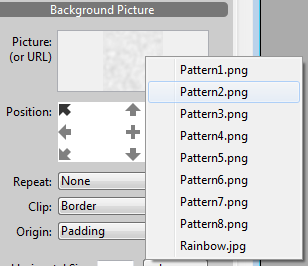 Background Picture
Picture:
(or URL)
Pattern1.png
Pattern2.png
Pattern3.png
Position:
Pattern4.png
Pattern5.png
Pattern6.png
Repeat: None
Pattern7.png
Clip: Border
Pattern8.png
Origin: Padding
Rainbow.jpg